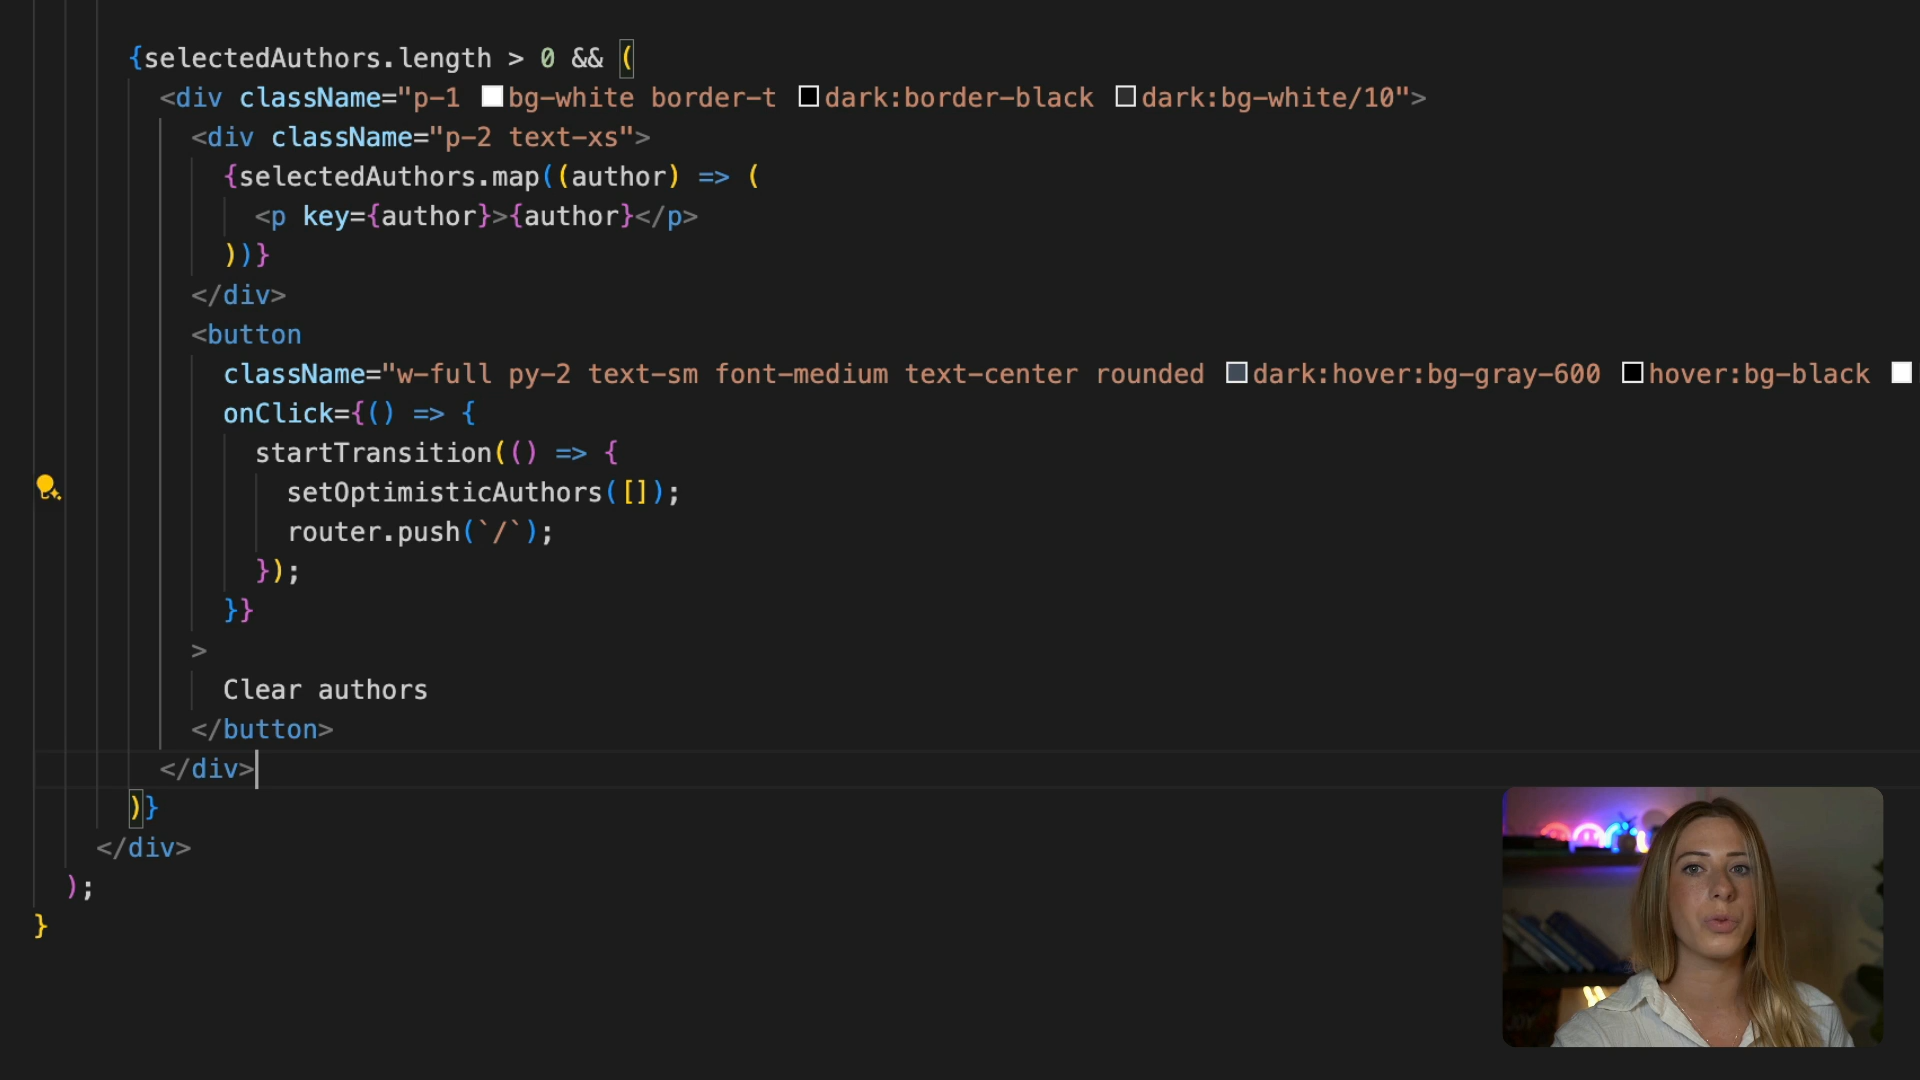 {selectedAuthors.length > 0 && (
<div className="p-1 bg-white border-t dark:border-black dark:bg-white/10">
<div className="p-2 text-xs">
{selectedAuthors.map((author) => (
<p key={author}>{author}</p>
))}
</div>
<button
className="w-full py-2 text-sm font-medium text-center rounded dark:hover:bg-gray-600 hover:bg-black
onClick={() => {
startTransition(() => {
setOptimisticAuthors([]);
router.push(`/`);
});
}}
>
Clear authors
</button>
</div>
)}
</div>
);
}